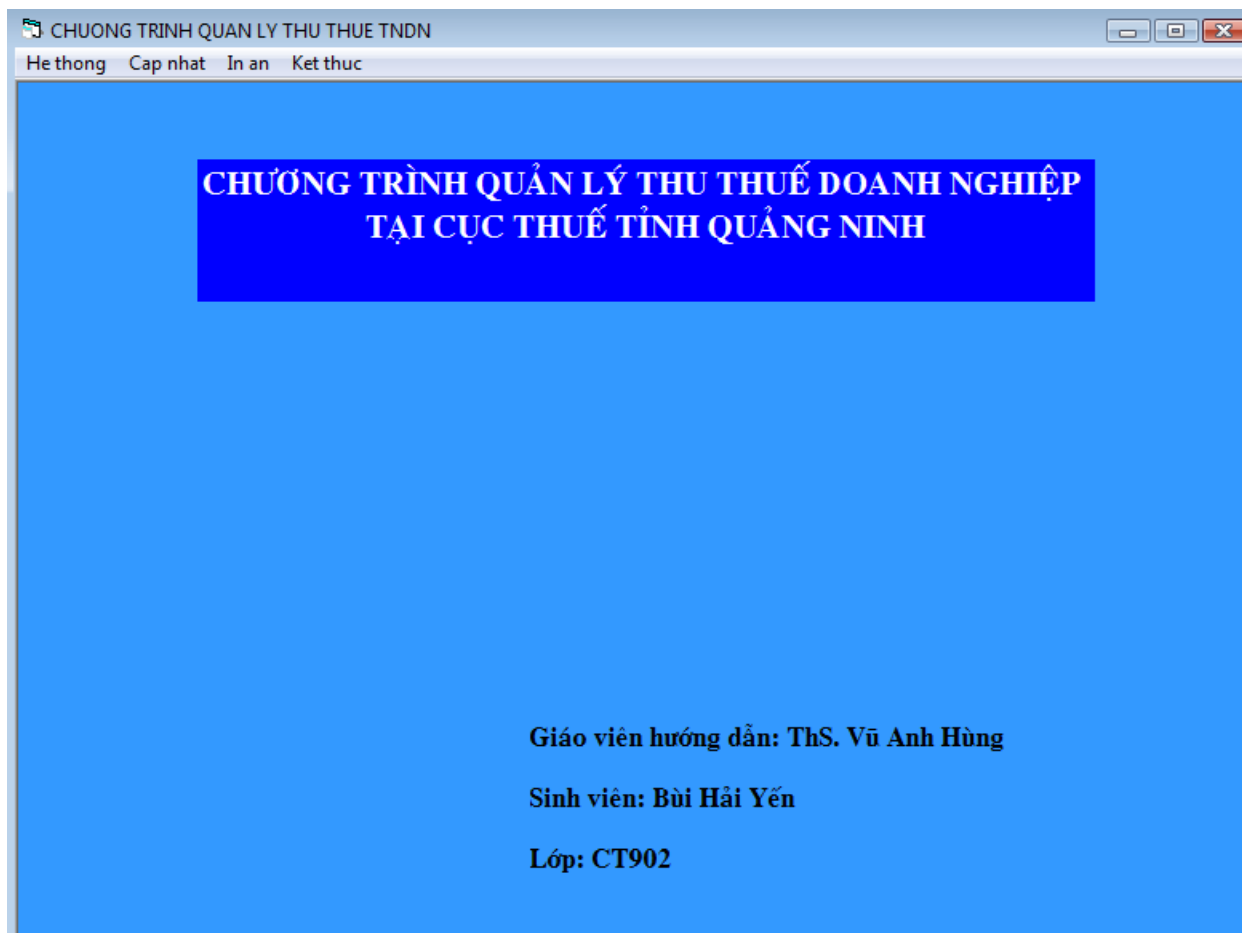 CHUONG TRINH QUAN LY THU THUE TNDN
He thong Cap nhat In an Ket thuc
CHƯƠNG TRÌNH QUẢN LÝ THU THUẾ DOANH NGHIỆP
TẠI CỤC THUẾ TỈNH QUẢNG NINH
Giáo viên hướng dẫn: ThS. Vũ Anh Hùng
Sinh viên: Bùi Hải Yến
Lớp: CT902